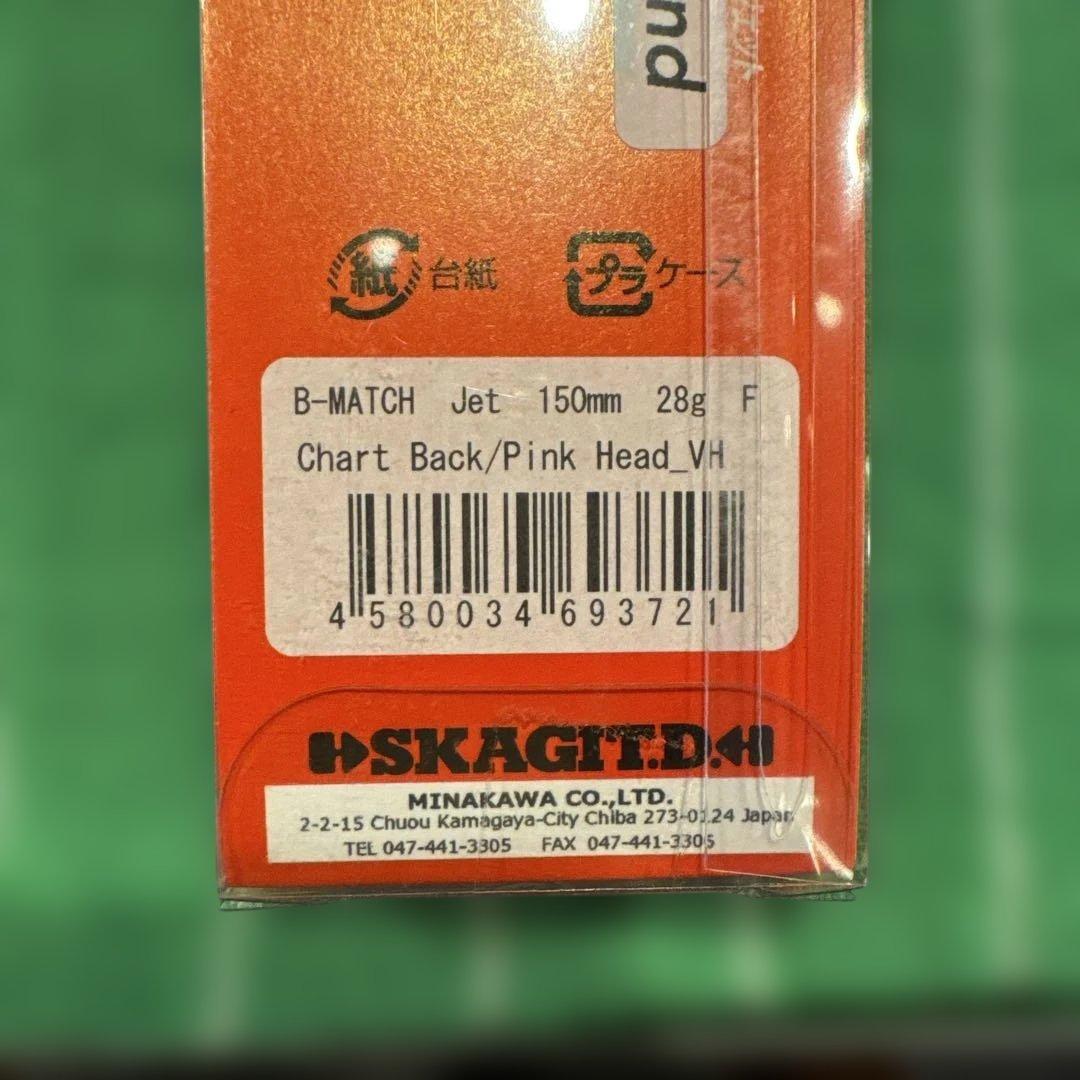 nd
紙 台紙
プラ ケース
B-MATCH Jet 150mm 28g F
Chart Back/Pink Head_VH
4 580034 693721
SKAGIT.D.
MINAKAWA CO.,LTD.
2-2-15 Chuou Kamagaya-City Chiba 273-0124 Japan
TEL 047-441-3305 FAX 047-441-3306